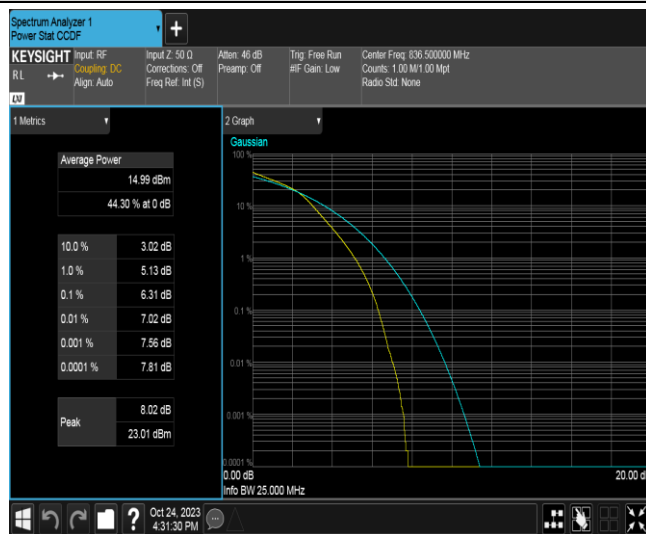 Spectrum Analyzer 1
Power Stat CCDF
+
KEYSIGHT
RL
LXI
Input: RF
Coupling: DC
Align: Auto
Input Z: 50 Ω
Corrections: Off
Freq Ref: Int (S)
Atten: 46 dB
Preamp: Off
Trig: Free Run
#IF Gain: Low
Center Freq: 836.500000 MHz
Counts: 1.00 M/1.00 Mpt
Radio Std: None
1 Metrics
Average Power
14.99 dBm
44.30 % at 0 dB
10.0 % 3.02 dB
1.0 % 5.13 dB
0.1 % 6.31 dB
0.01 % 7.02 dB
0.001 % 7.56 dB
0.0001 % 7.81 dB
Peak
8.02 dB
23.01 dBm
2 Graph
Gaussian
100 %
10 %
1 %
0.1 %
0.01 %
0.001 %
0.0001 %
0.00 dB 20.00 d
Info BW 25.000 MHz
?
Oct 24, 2023
4:31:30 PM